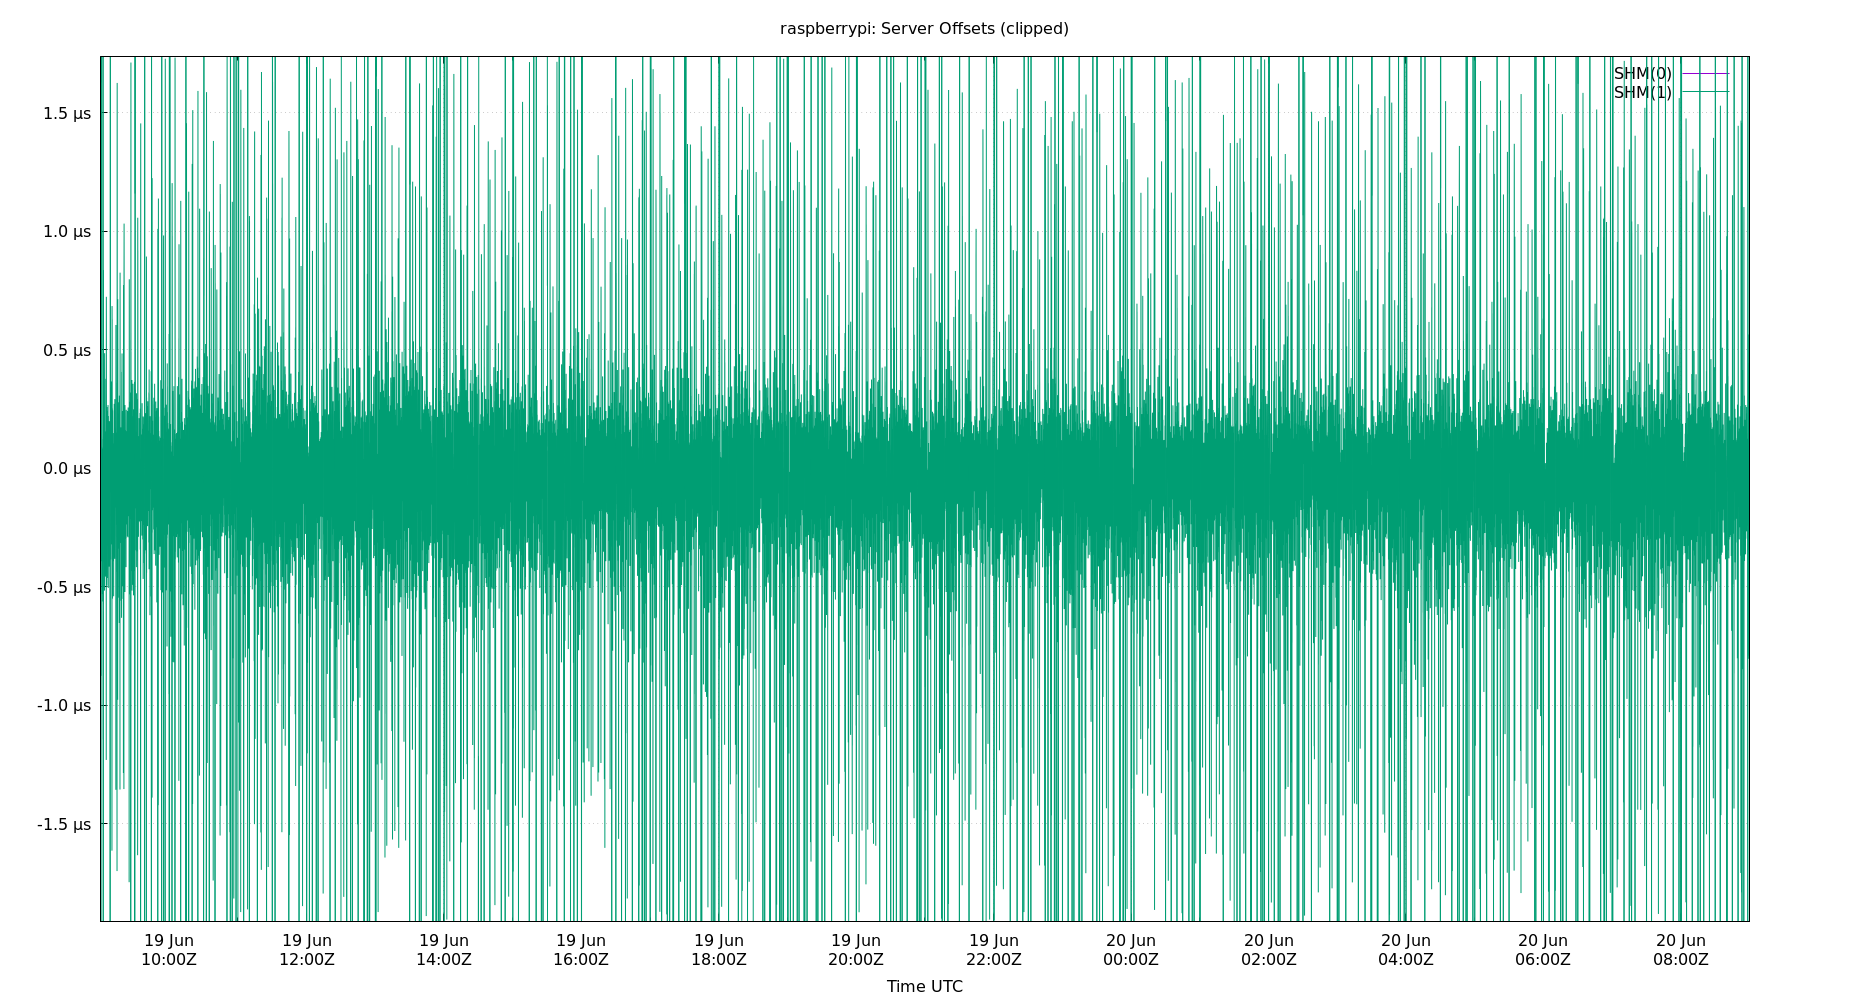 raspberrypi: Server Offsets (clipped)
SHM(0)
SHM(1)
1.5 µs
1.0 µs
0.5 µs
0.0 µs
-0.5 µs
-1.0 µs
-1.5 µs
19 Jun 19 Jun 19 Jun 19 Jun 19 Jun 19 Jun 19 Jun 20 Jun 20 Jun 20 Jun 20 Jun 20 Jun
10:00Z 12:00Z 14:00Z 16:00Z 18:00Z 20:00Z 22:00Z 00:00Z 02:00Z 04:00Z 06:00Z 08:00Z
Time UTC